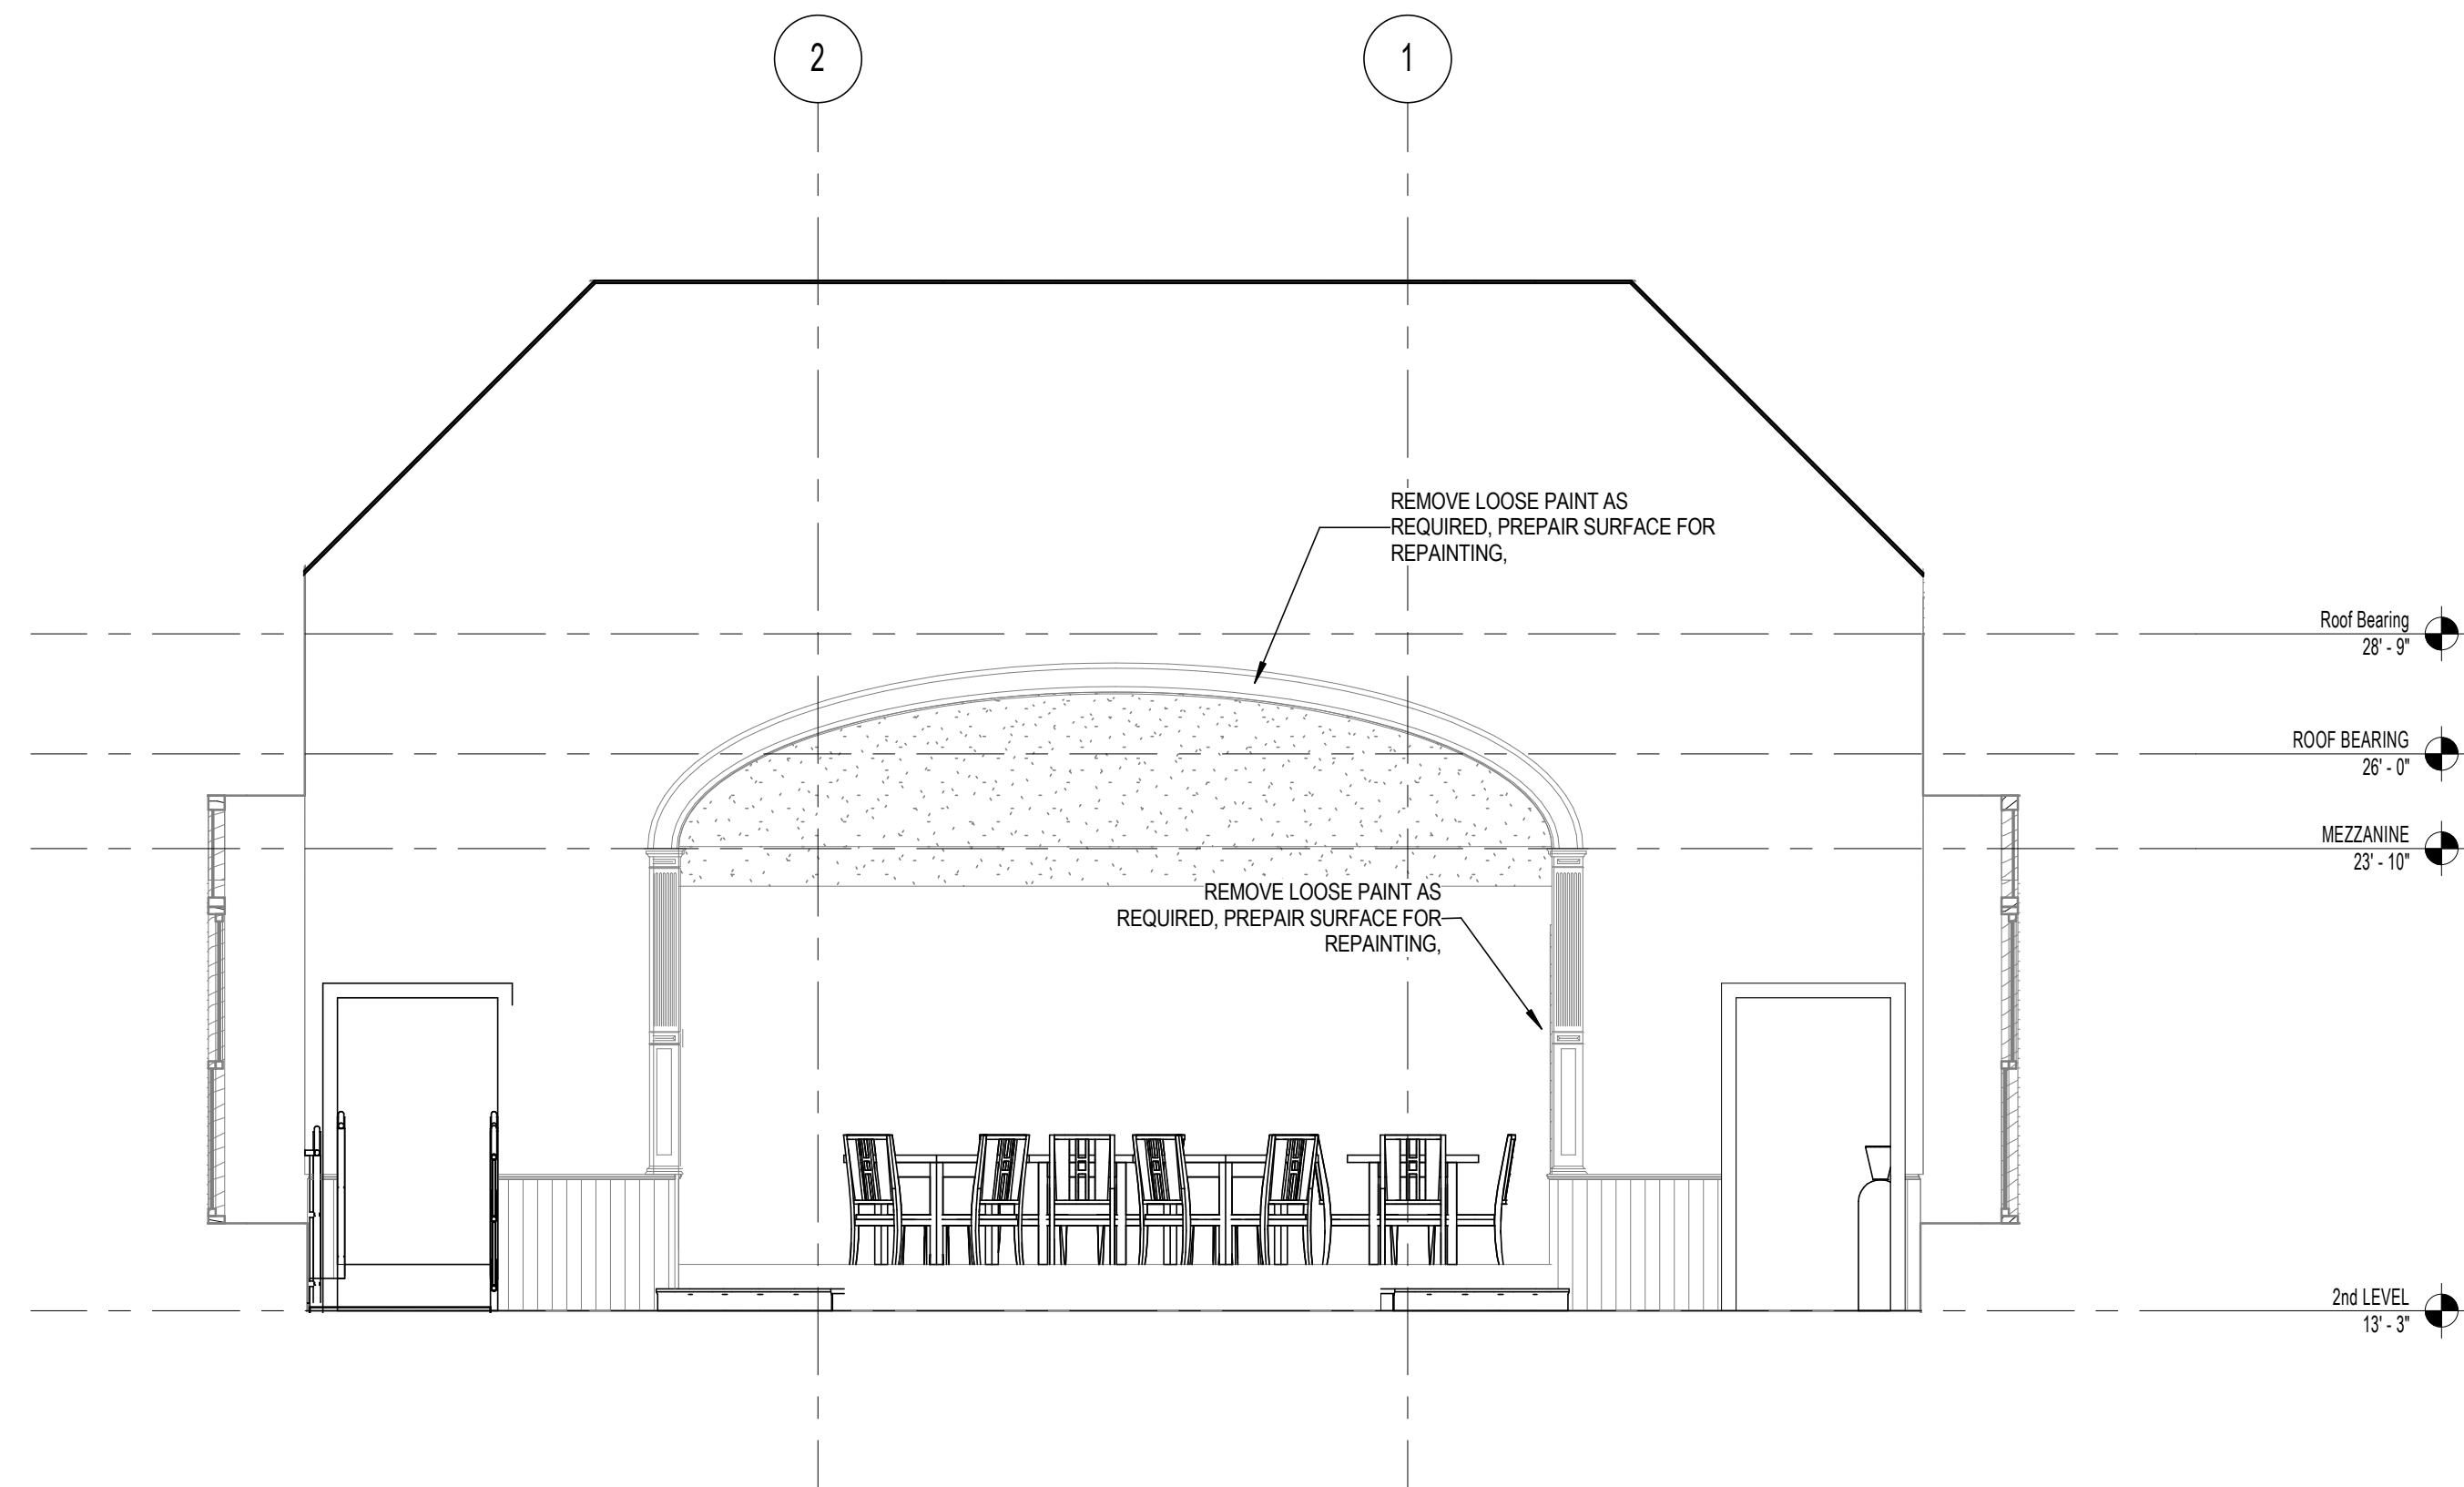 2
1
REMOVE LOOSE PAINT AS
REQUIRED, PREPAIR SURFACE FOR
REPAINTING,
Roof Bearing
28' - 9"
ROOF BEARING
26' - 0"
MEZZANINE
23' - 10"
REMOVE LOOSE PAINT AS
REQUIRED, PREPAIR SURFACE FOR
REPAINTING,
2nd LEVEL
13' - 3"